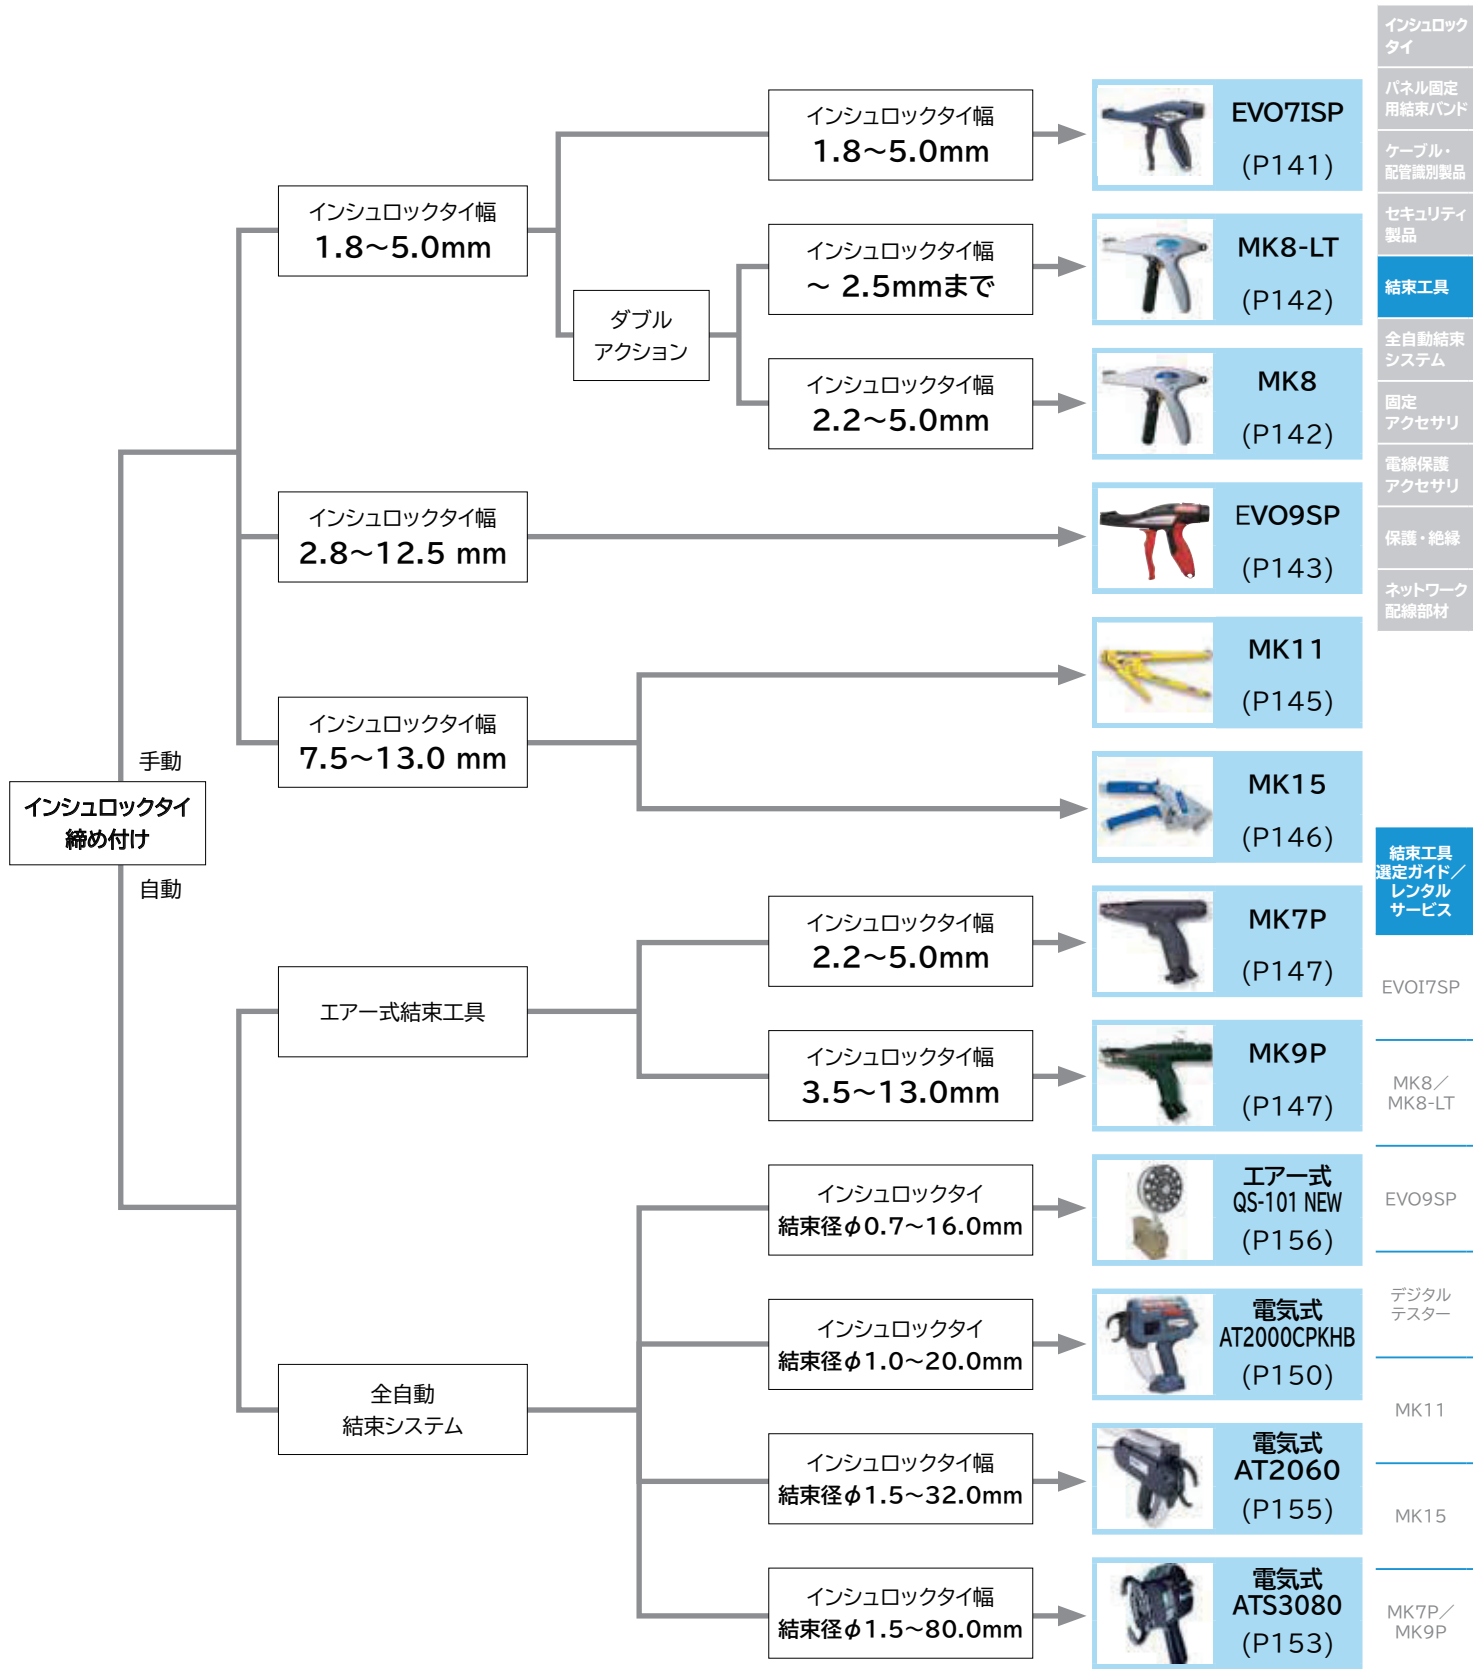 インシュロックタイ
締め付け
手動
自動
インシュロックタイ幅
1.8～5.0mm
インシュロックタイ幅
2.8～12.5 mm
インシュロックタイ幅
7.5～13.0 mm
エアー式結束工具
全自動
結束システム
ダブル
アクション
インシュロックタイ幅
1.8～5.0mm
インシュロックタイ幅
～ 2.5mmまで
インシュロックタイ幅
2.2～5.0mm
インシュロックタイ幅
2.2～5.0mm
インシュロックタイ幅
3.5～13.0mm
インシュロックタイ
結束径φ0.7～16.0mm
インシュロックタイ
結束径φ1.0～20.0mm
インシュロックタイ幅
結束径φ1.5～32.0mm
インシュロックタイ幅
結束径φ1.5～80.0mm
EVO7ISP
(P141)
MK8-LT
(P142)
MK8
(P142)
EVO9SP
(P143)
MK11
(P145)
MK15
(P146)
MK7P
(P147)
MK9P
(P147)
エアー式
QS-101 NEW
(P156)
電気式
AT2000CPKHB
(P150)
電気式
AT2060
(P155)
電気式
ATS3080
(P153)
インシュロック
タイ
パネル固定
用結束バンド
ケーブル・
配管識別製品
セキュリティ
製品
結束工具
全自動結束
システム
固定
アクセサリ
電線保護
アクセサリ
保護・絶縁
ネットワーク
配線部材
結束工具
選定ガイド／
レンタル
サービス
EVOI7SP
MK8／
MK8-LT
EVO9SP
デジタル
テスター
MK11
MK15
MK7P／
MK9P